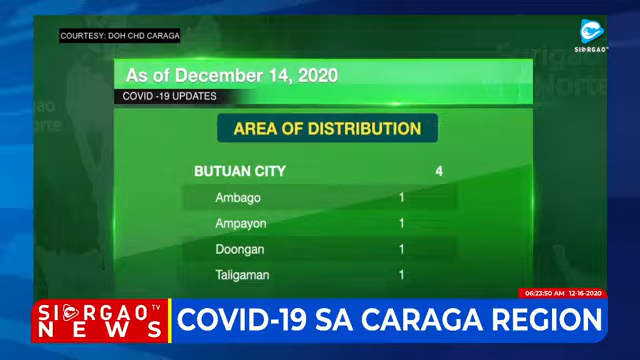 COURTESY: DOH CHD CARAGA
SIARGAO TV
As of December 14, 2020
COVID -19 UPDATES
AREA OF DISTRIBUTION
BUTUAN CITY 4
Ambago 1
Ampayon 1
Doongan 1
Taligaman 1
06:23:50 AM 12-16-2020
SIARGAO TV
NEWS
COVID-19 SA CARAGA REGION